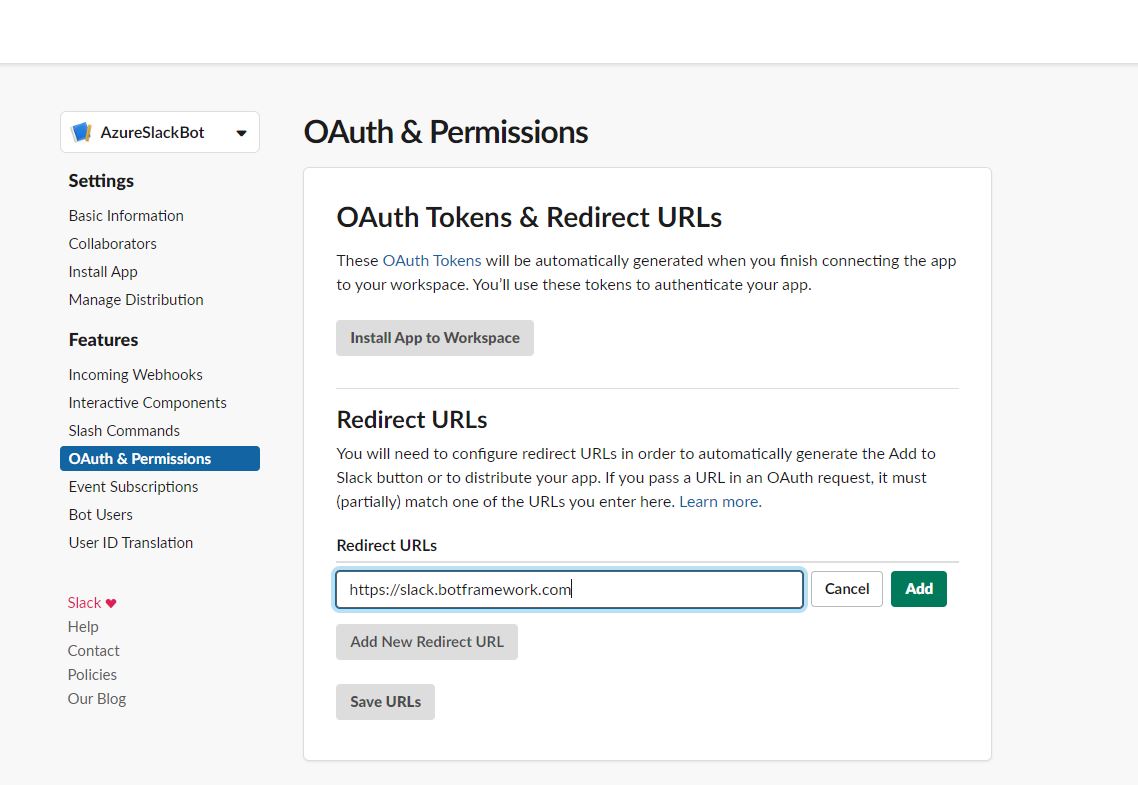 AzureSlackBot
Settings
Basic Information
Collaborators
Install App
Manage Distribution
Features
Incoming Webhooks
Interactive Components
Slash Commands
OAuth & Permissions
Event Subscriptions
Bot Users
User ID Translation
Slack ♥
Help
Contact
Policies
Our Blog
OAuth & Permissions
OAuth Tokens & Redirect URLs
These OAuth Tokens will be automatically generated when you finish connecting the app
to your workspace. You’ll use these tokens to authenticate your app.
Install App to Workspace
Redirect URLs
You will need to configure redirect URLs in order to automatically generate the Add to
Slack button or to distribute your app. If you pass a URL in an OAuth request, it must
(partially) match one of the URLs you enter here. Learn more.
Redirect URLs
https://slack.botframework.com
Cancel
Add
Add New Redirect URL
Save URLs